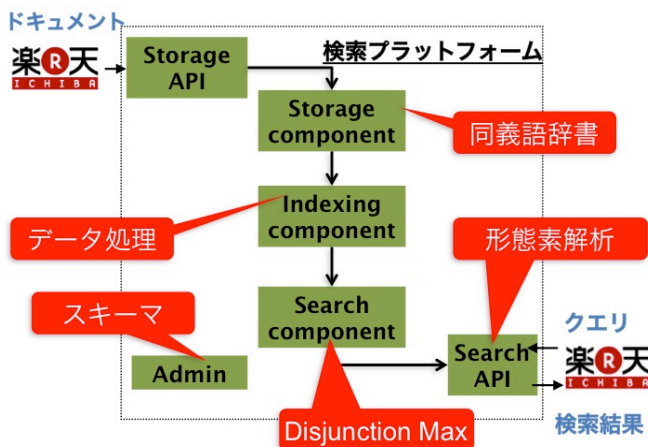 ドキュメント
楽R天
ICHIBA
検索プラットフォーム
Storage
API
Storage
component
同義語辞書
Indexing
component
データ処理
形態素解析
Search
component
スキーマ
Admin
Search
API
クエリ
楽R天
ICHIBA
検索結果
Disjunction Max